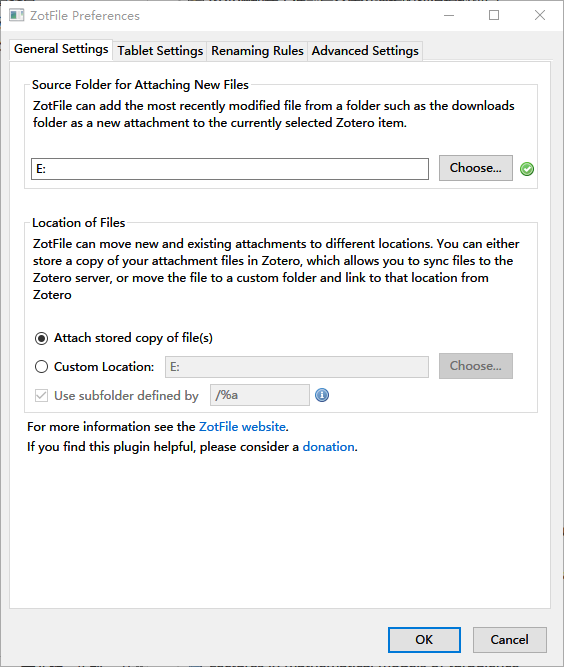 ZotFile Preferences
General Settings Tablet Settings Renaming Rules Advanced Settings
Source Folder for Attaching New Files
ZotFile can add the most recently modified file from a folder such as the downloads
folder as a new attachment to the currently selected Zotero item.
E: Choose...
Location of Files
ZotFile can move new and existing attachments to different locations. You can either
store a copy of your attachment files in Zotero, which allows you to sync files to the
Zotero server, or move the file to a custom folder and link to that location from
Zotero
Attach stored copy of file(s)
Custom Location: E: Choose...
Use subfolder defined by /%a
For more information see the ZotFile website.
If you find this plugin helpful, please consider a donation.
OK Cancel